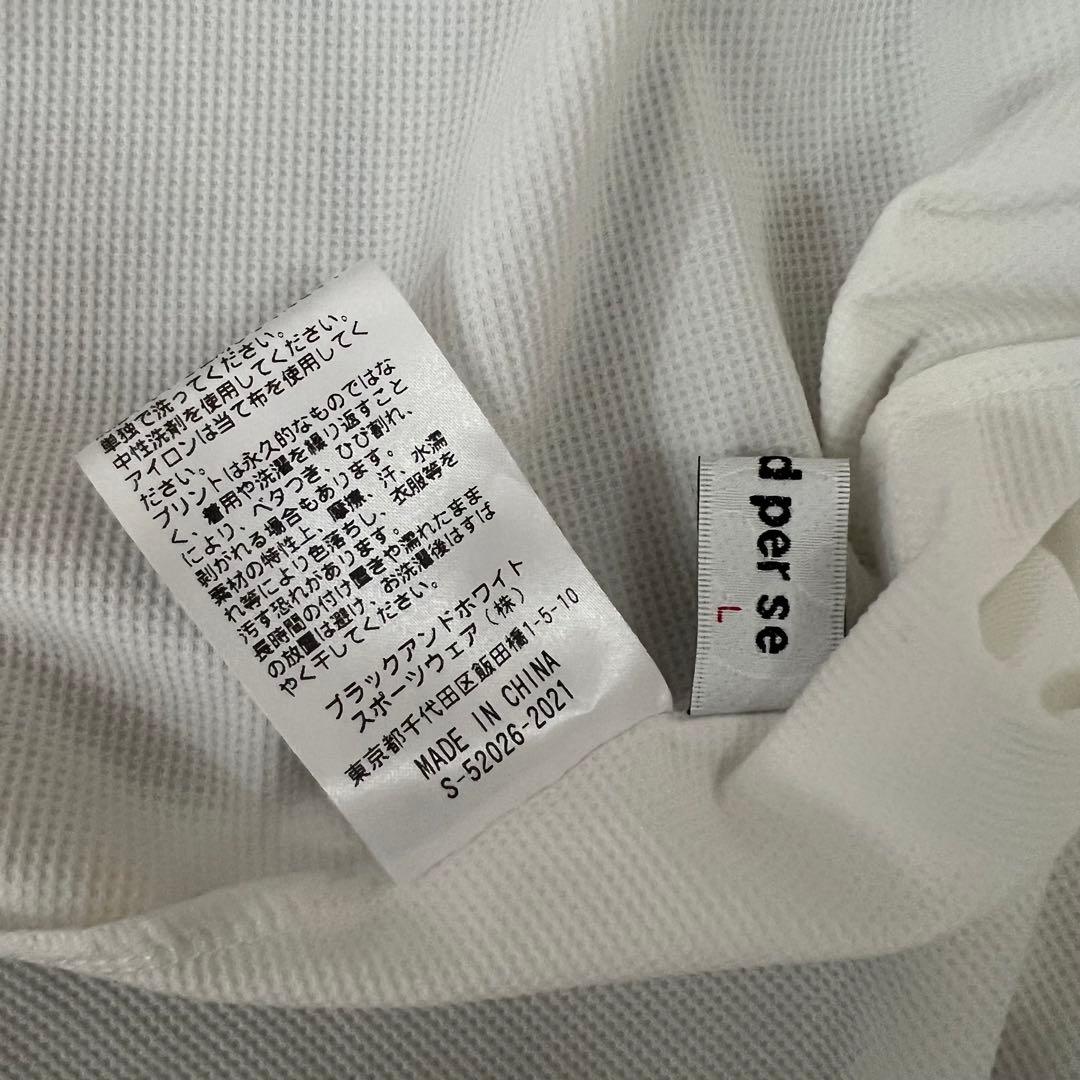 単独で洗ってください。
中性洗剤を使用してください。
アイロンは当て布を使用してく
ださい。
プリントは永久的なものではな
く、着用や洗濯を繰り返すこと
により、ベタつき、ひび割れ、
剥がれる場合もあります。
素材の特性上、摩擦、汗、水濡
れ等により色落ちし、衣服等を
汚す恐れがあります。
長時間の付け置きや濡れたまま
の放置は避け、お洗濯後はすば
やく干してください。
ブラックアンドホワイト
スポーツウェア(株)
東京都千代田区飯田橋1-5-10
MADE IN CHINA
S-52026-2021
d per se
L